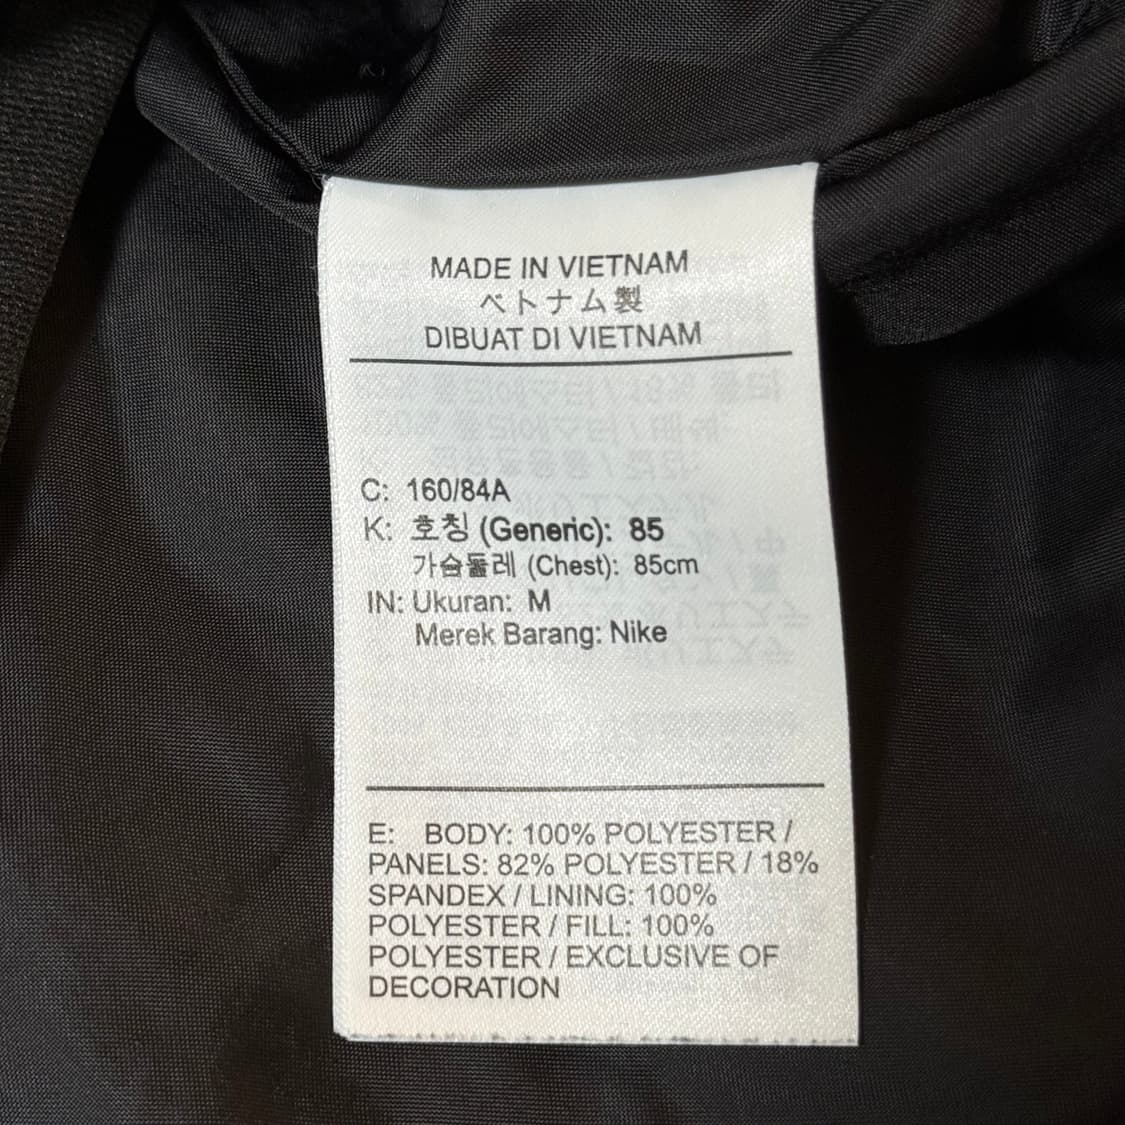 MADE IN VIETNAM
ベトナム製
DIBUAT DI VIETNAM
C: 160/84A
K: 호칭 (Generic): 85
가슴둘레 (Chest): 85cm
IN: Ukuran: M
Merek Barang: Nike
E: BODY: 100% POLYESTER /
PANELS: 82% POLYESTER / 18%
SPANDEX / LINING: 100%
POLYESTER / FILL: 100%
POLYESTER / EXCLUSIVE OF
DECORATION